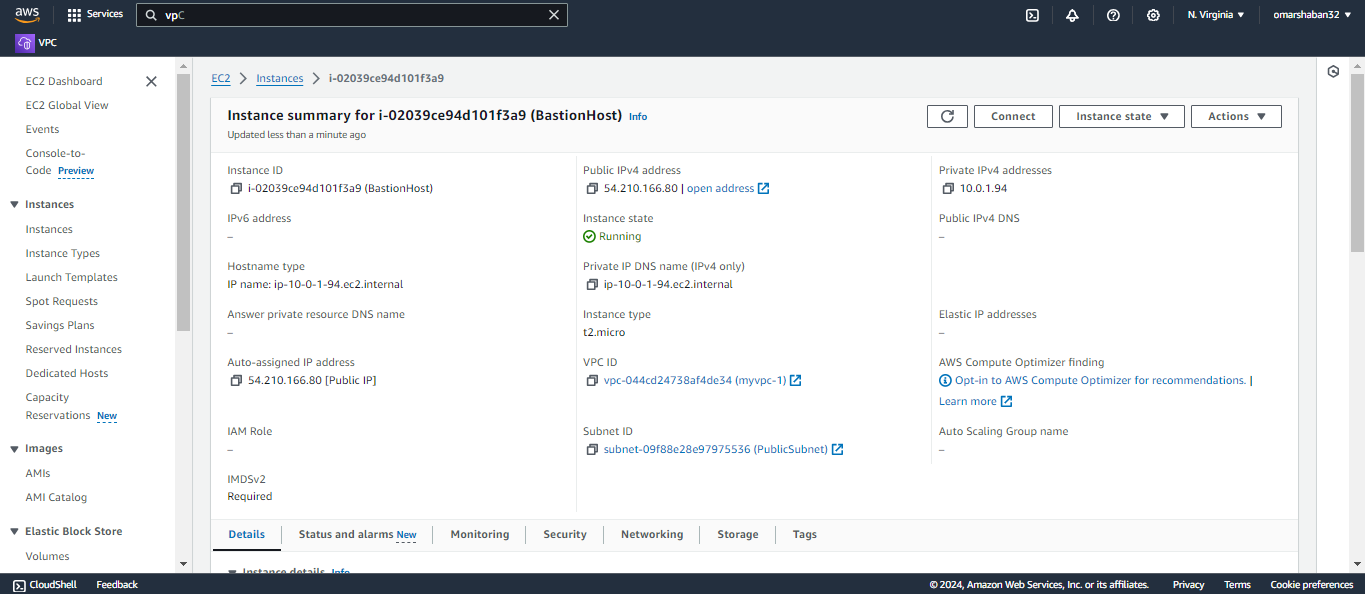 aws
Services
vpC
N. Virginia
omarshaban32
VPC
EC2 Dashboard
EC2 Global View
Events
Console-to-
Code Preview
Instances
Instances
Instance Types
Launch Templates
Spot Requests
Savings Plans
Reserved Instances
Dedicated Hosts
Capacity
Reservations New
Images
AMIs
AMI Catalog
Elastic Block Store
Volumes
EC2 > Instances > i-02039ce94d101f3a9
Instance summary for i-02039ce94d101f3a9 (BastionHost) Info
Updated less than a minute ago
Connect
Instance state
Actions
Instance ID
i-02039ce94d101f3a9 (BastionHost)
Public IPv4 address
54.210.166.80 | open address
Private IPv4 addresses
10.0.1.94
IPv6 address
–
Instance state
Running
Public IPv4 DNS
–
Hostname type
IP name: ip-10-0-1-94.ec2.internal
Private IP DNS name (IPv4 only)
ip-10-0-1-94.ec2.internal
Answer private resource DNS name
–
Instance type
t2.micro
Elastic IP addresses
–
Auto-assigned IP address
54.210.166.80 [Public IP]
VPC ID
vpc-044cd24738af4de34 (myvpc-1)
AWS Compute Optimizer finding
Opt-in to AWS Compute Optimizer for recommendations. |
Learn more
IAM Role
–
Subnet ID
subnet-09f88e28e97975536 (PublicSubnet)
Auto Scaling Group name
–
IMDSv2
Required
Details
Status and alarms New
Monitoring
Security
Networking
Storage
Tags
Instance details Info
CloudShell
Feedback
© 2024, Amazon Web Services, Inc. or its affiliates.
Privacy
Terms
Cookie preferences